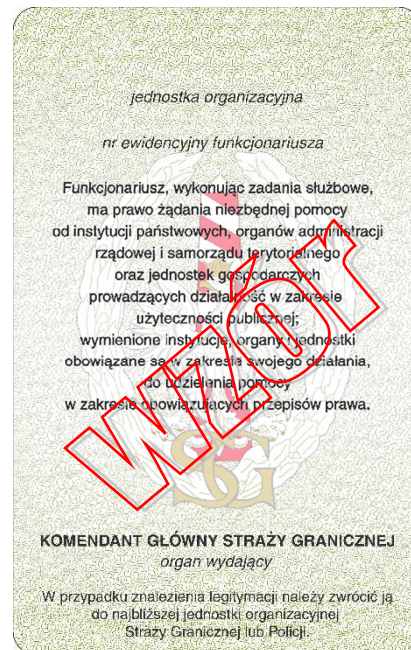 jednostka organizacyjna
nr ewidencyjny funkcjonariusza
Funkcjonariusz, wykonując zadania służbowe,
ma prawo żądania niezbędnej pomocy
od instytucji państwowych, organów administracji
rządowej i samorządu terytorialnego
oraz jednostek gospodarczych
prowadzących działalność w zakresie
użyteczności publicznej;
wymienione instytucje, organy i jednostki
obowiązane są w zakresie swojego działania,
do udzielenia pomocy
w zakresie obowiązujących przepisów prawa.
wzór
SG
KOMENDANT GŁÓWNY STRAŻY GRANICZNEJ
organ wydający
W przypadku znalezienia legitymacji należy zwrócić ją
do najbliższej jednostki organizacyjnej
Straży Granicznej lub Policji.